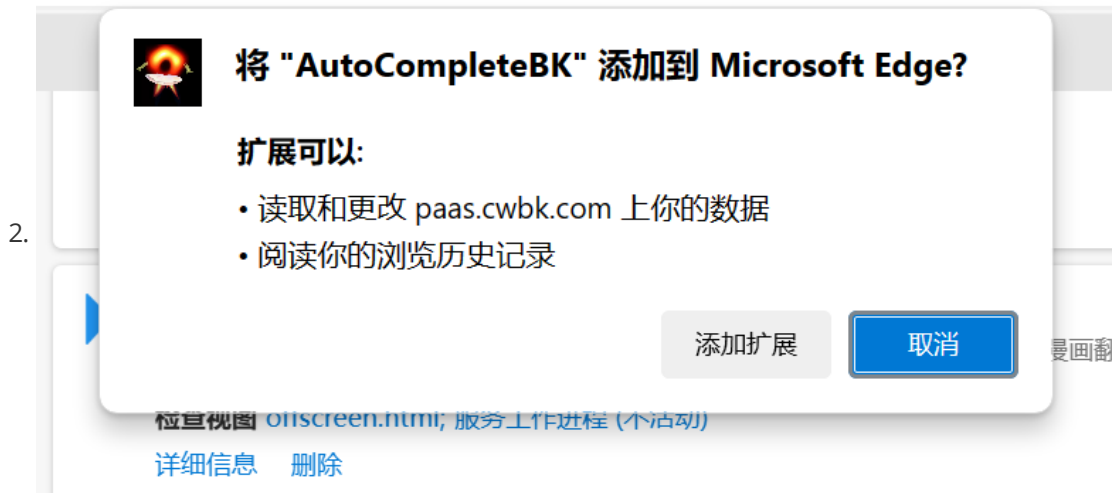 将 "AutoCompleteBK" 添加到 Microsoft Edge?
扩展可以:
• 读取和更改 paas.cwbk.com 上你的数据
2.
• 阅读你的浏览历史记录
添加扩展
取消
漫画翻
检查视图 offscreen.html; 服务工作进程 (不活动)
详细信息 删除